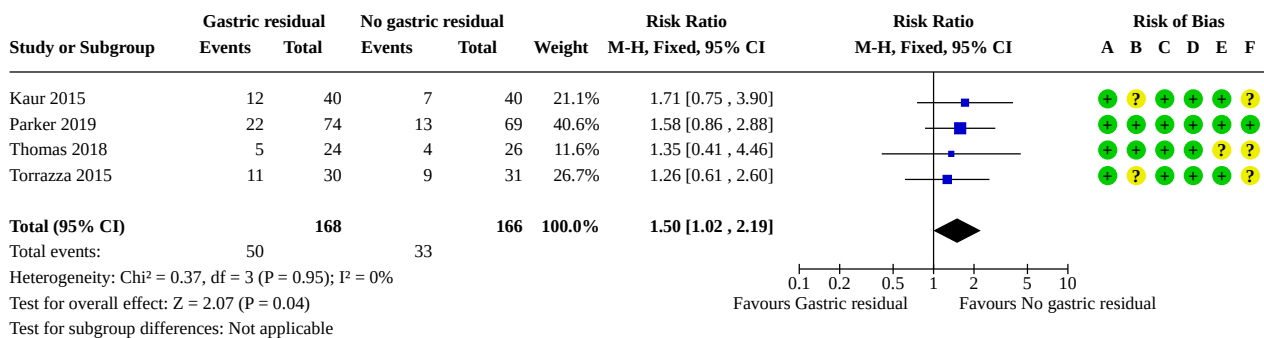 Gastric residual No gastric residual Risk Ratio Risk Ratio Risk of Bias
Study or Subgroup Events Total Events Total Weight M-H, Fixed, 95% CI M-H, Fixed, 95% CI A B C D E F
Kaur 2015 12 40 7 40 21.1% 1.71 [0.75 , 3.90] + ? + + + ?
Parker 2019 22 74 13 69 40.6% 1.58 [0.86 , 2.88] + + + + + +
Thomas 2018 5 24 4 26 11.6% 1.35 [0.41 , 4.46] + + + + ? ?
Torrazza 2015 11 30 9 31 26.7% 1.26 [0.61 , 2.60] + ? + + + ?
Total (95% CI) 168 166 100.0% 1.50 [1.02 , 2.19]
Total events: 50 33
Heterogeneity: Chi² = 0.37, df = 3 (P = 0.95); I² = 0%
0.1 0.2 0.5 1 2 5 10
Test for overall effect: Z = 2.07 (P = 0.04)
Favours Gastric residual Favours No gastric residual
Test for subgroup differences: Not applicable